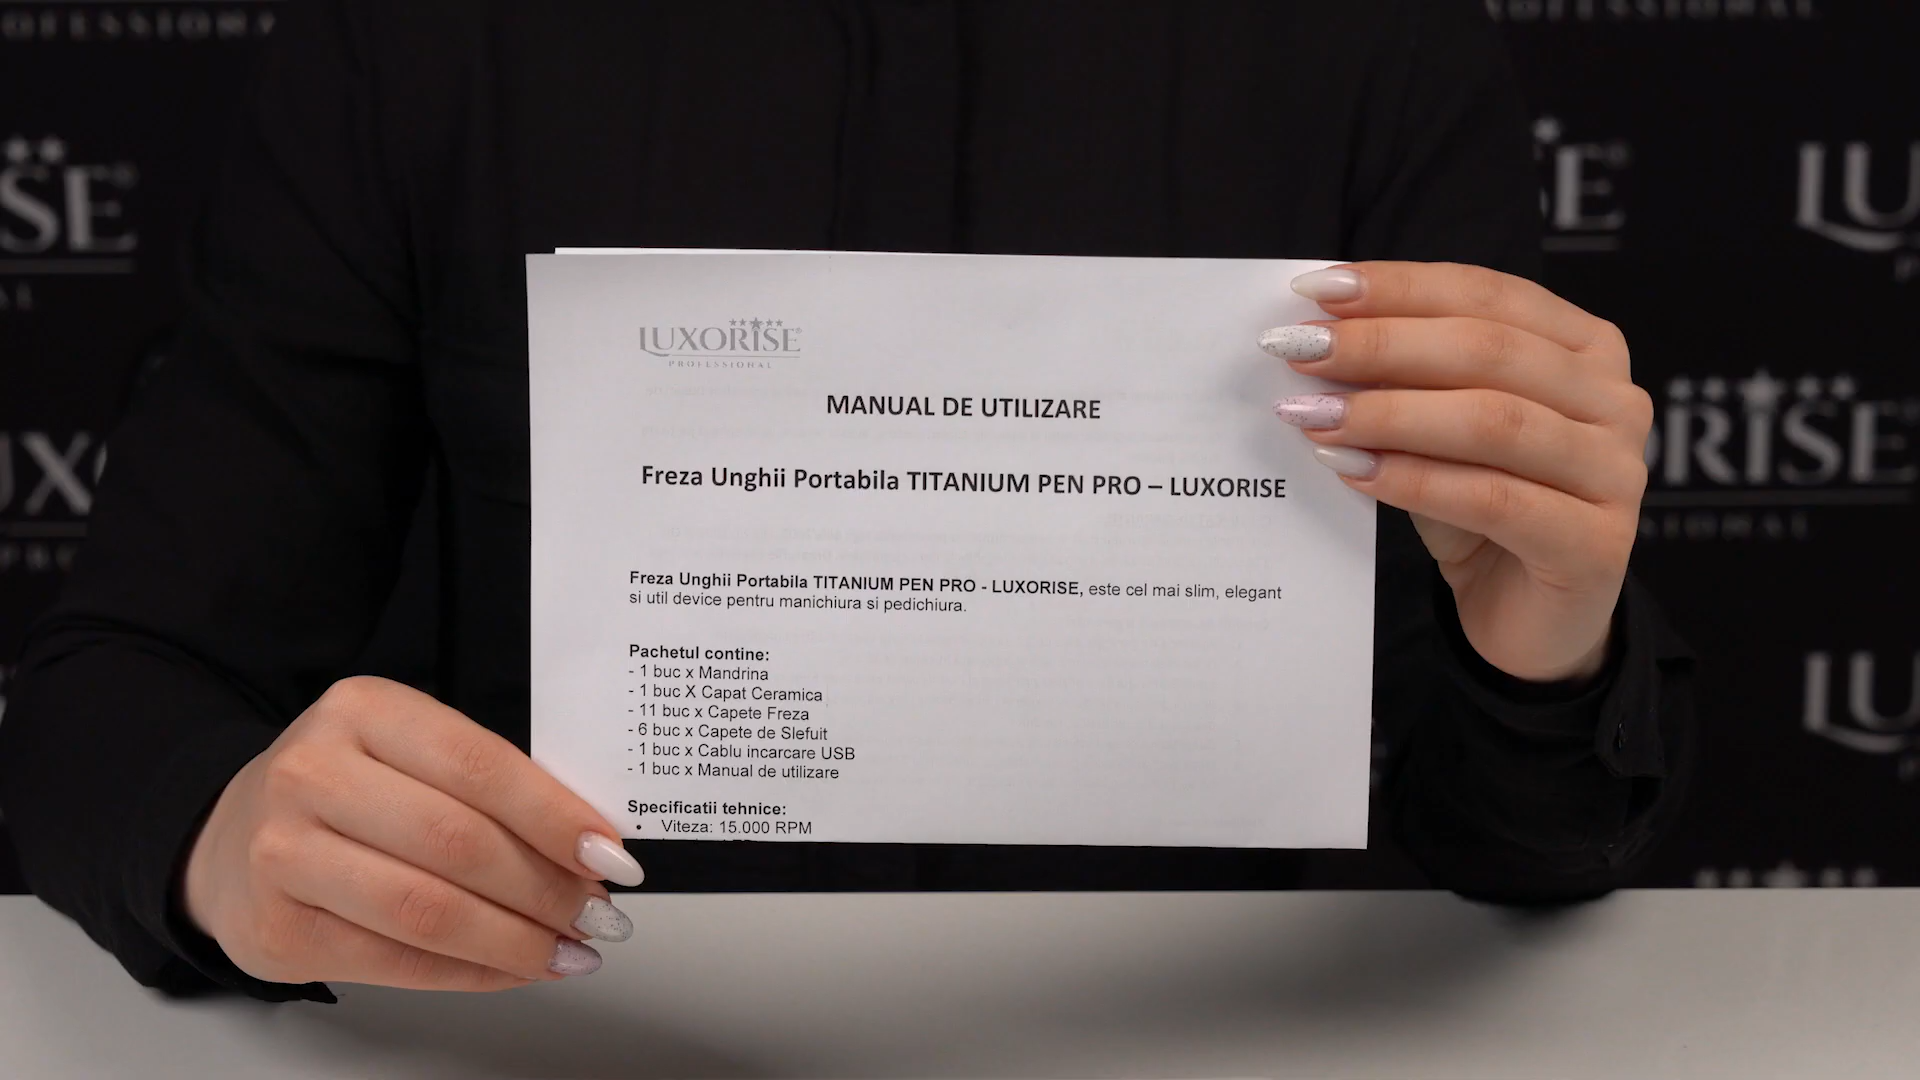 LUXORISE®
PROFESSIONAL
MANUAL DE UTILIZARE
Freza Unghii Portabila TITANIUM PEN PRO – LUXORISE
Freza Unghii Portabila TITANIUM PEN PRO - LUXORISE, este cel mai slim, elegant
si util device pentru manichiura si pedichiura.
Pachetul contine:
- 1 buc x Mandrina
- 1 buc X Capat Ceramica
- 11 buc x Capete Freza
- 6 buc x Capete de Slefuit
- 1 buc x Cablu incarcare USB
- 1 buc x Manual de utilizare
Specificatii tehnice:
• Viteza: 15.000 RPM